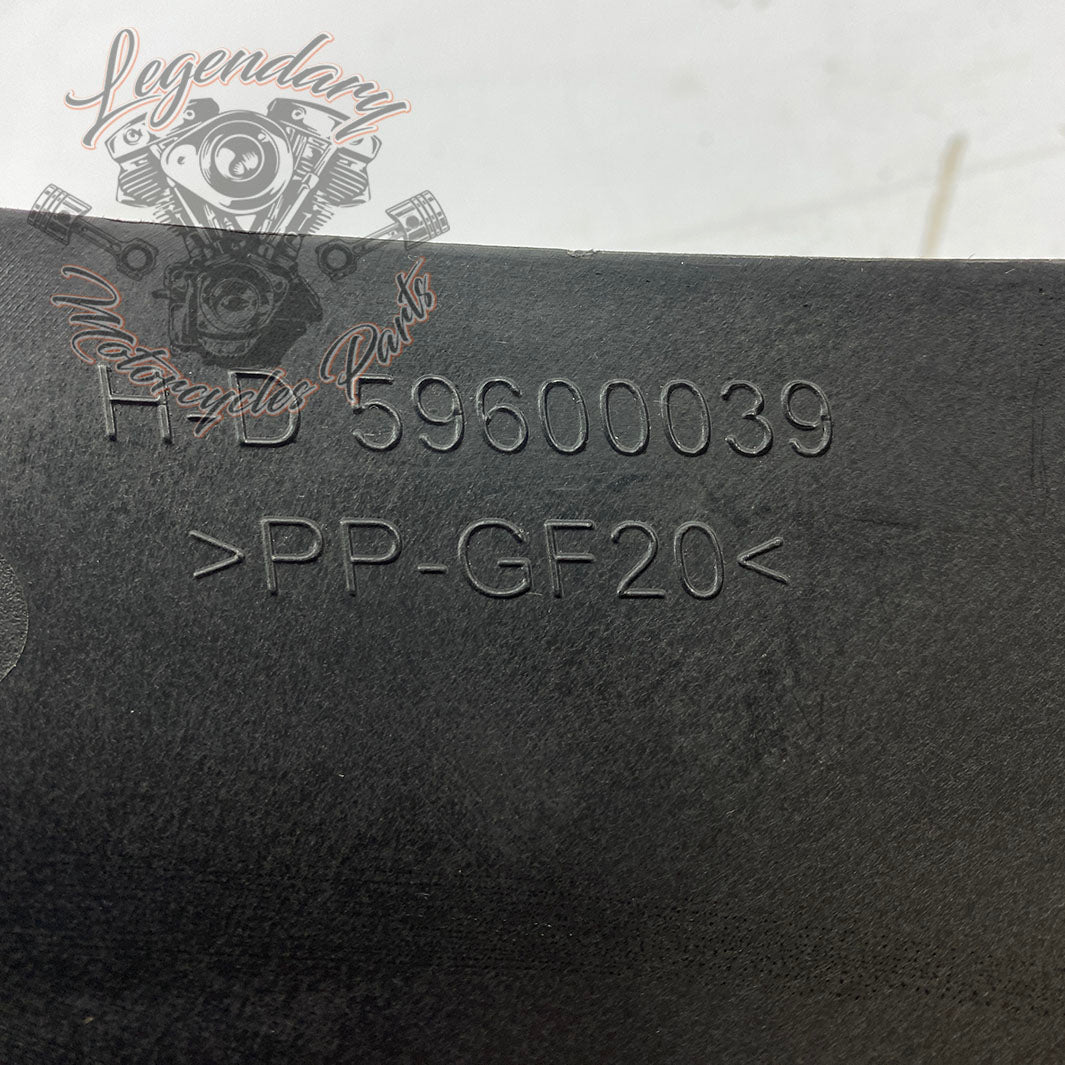 Legendary
Motorcycles Parts
H-D 59600039
>PP-GF20<